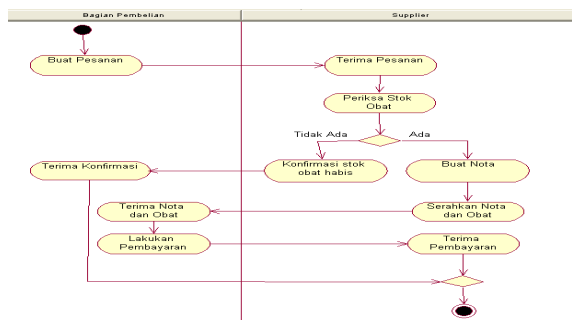 Bagian Pembelian
Supplier
Buat Pesanan
Terima Pesanan
Periksa Stok
Obat
Tidak Ada
Ada
Terima Konfirmasi
Konfirmasi stok
obat habis
Buat Nota
Terima Nota
dan Obat
Serahkan Nota
dan Obat
Lakukan
Pembayaran
Terima
Pembayaran